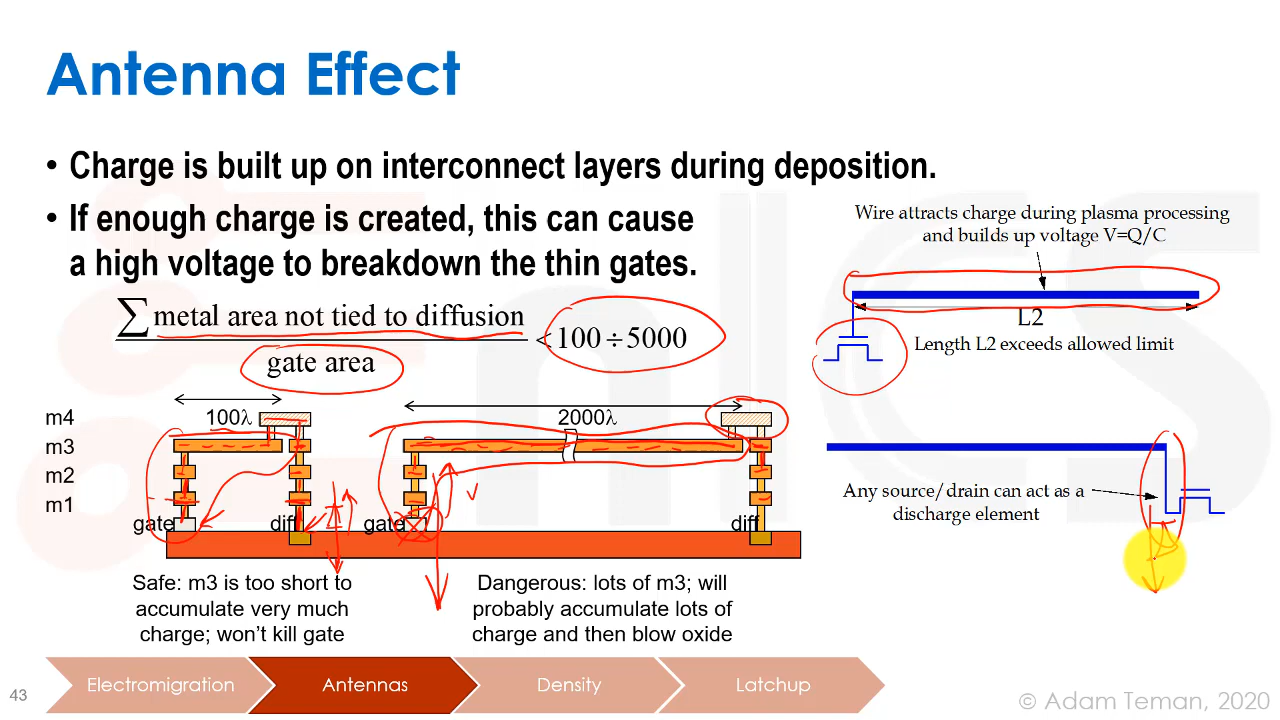 Antenna Effect
• Charge is built up on interconnect layers during deposition.
• If enough charge is created, this can cause
a high voltage to breakdown the thin gates.
∑ metal area not tied to diffusion
gate area
< 100 ÷ 5000
Wire attracts charge during plasma processing
and builds up voltage V=Q/C
L2
Length L2 exceeds allowed limit
Any source/drain can act as a
discharge element
m4
m3
m2
m1
100λ
gate
diff
2000λ
gate
diff
V
Safe: m3 is too short to
accumulate very much
charge; won't kill gate
Dangerous: lots of m3; will
probably accumulate lots of
charge and then blow oxide
43
Electromigration
Antennas
Density
Latchup
© Adam Teman, 2020